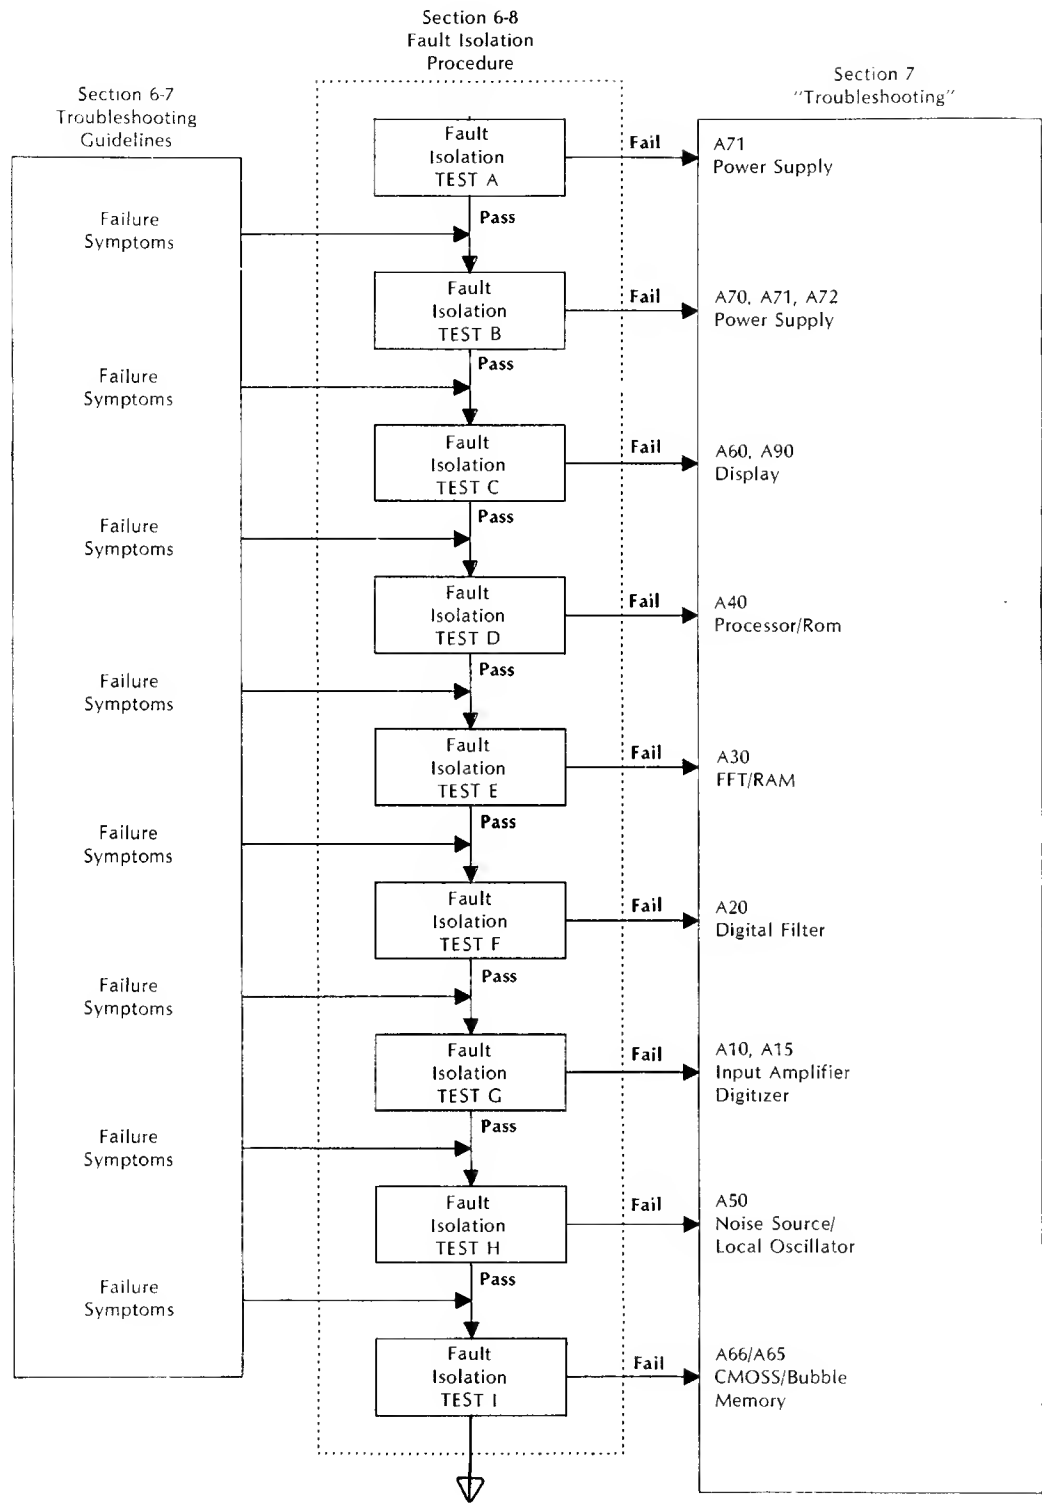 Section 6-8
Fault Isolation
Procedure
Section 6-7
Troubleshooting
Guidelines
Section 7
"Troubleshooting"
Fault
Isolation
TEST A
Fail
A71
Power Supply
Pass
Failure
Symptoms
Fault
Isolation
TEST B
Fail
A70, A71, A72
Power Supply
Pass
Failure
Symptoms
Fault
Isolation
TEST C
Fail
A60, A90
Display
Pass
Failure
Symptoms
Fault
Isolation
TEST D
Fail
A40
Processor/Rom
Pass
Failure
Symptoms
Fault
Isolation
TEST E
Fail
A30
FFT/RAM
Pass
Failure
Symptoms
Fault
Isolation
TEST F
Fail
A20
Digital Filter
Pass
Failure
Symptoms
Fault
Isolation
TEST G
Fail
A10, A15
Input Amplifier
Digitizer
Pass
Failure
Symptoms
Fault
Isolation
TEST H
Fail
A50
Noise Source/
Local Oscillator
Pass
Failure
Symptoms
Fault
Isolation
TEST I
Fail
A66/A65
CMOSS/Bubble
Memory